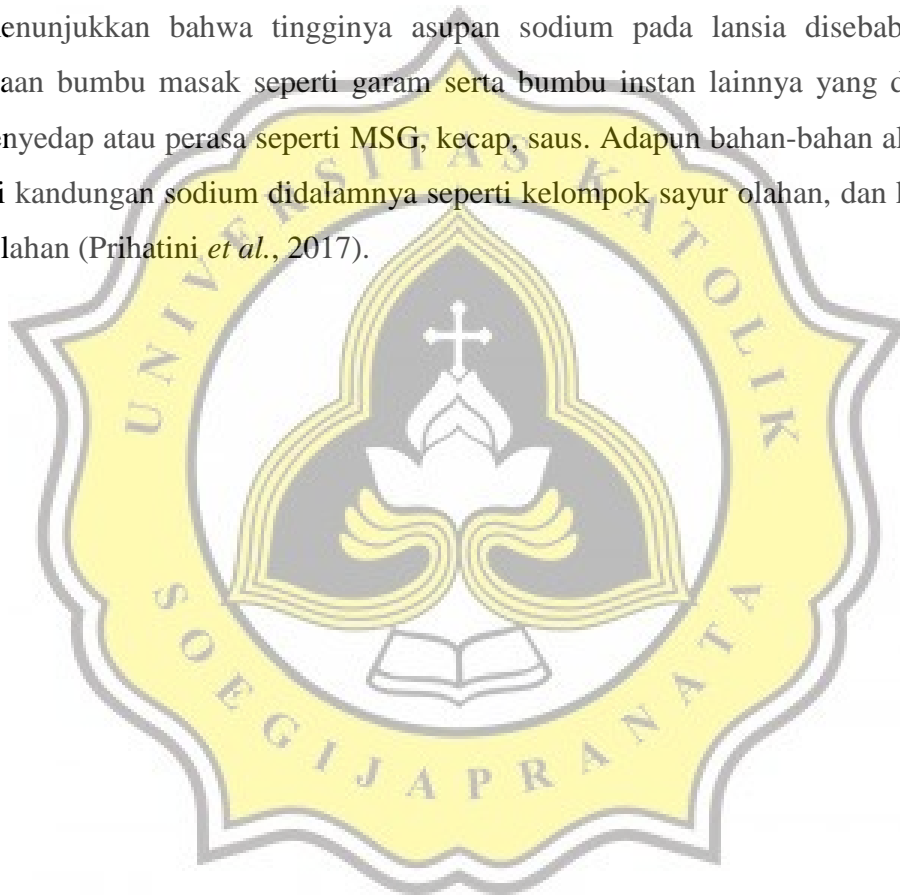 enunjukkan bahwa tingginya asupan sodium pada lansia disebab
aan bumbu masak seperti garam serta bumbu instan lainnya yang d
enyedap atau perasa seperti MSG, kecap, saus. Adapun bahan-bahan al
i kandungan sodium didalamnya seperti kelompok sayur olahan, dan l
lahan (Prihatini et al., 2017).
UNIVERSITAS KATOLIK
SOEGIJAPRANATA